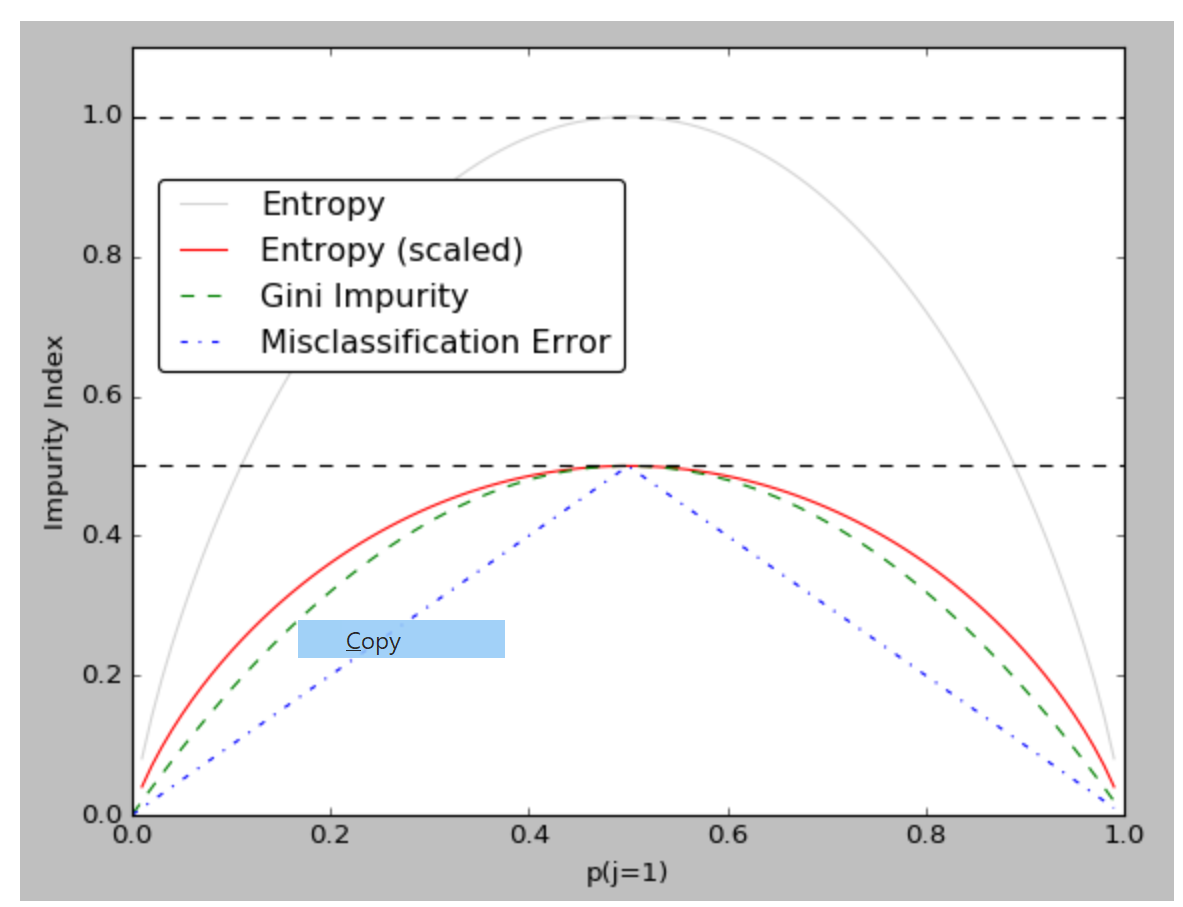 1.0
Entropy
Entropy (scaled)
0.8
Gini Impurity
Misclassification Error
0.6
Impurity Index
0.4
Copy
0.2
0.0
0.0 0.2 0.4 0.6 0.8 1.0
p(j=1)